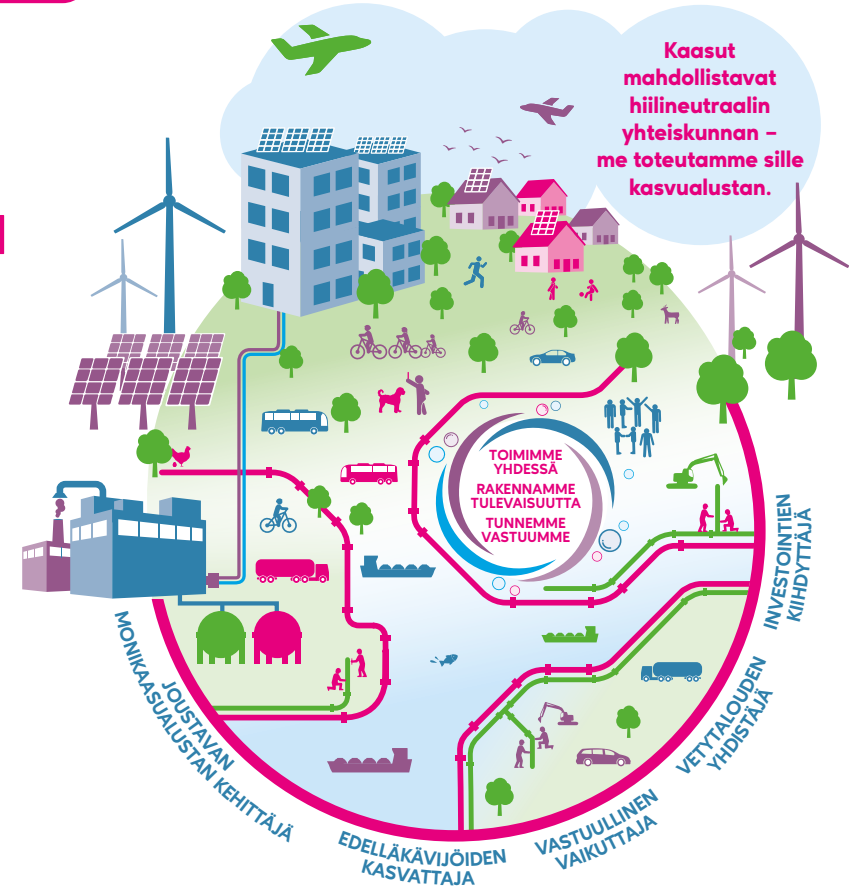 Kaasut
mahdollistavat
hiilineutraalin
yhteiskunnan –
me toteutamme sille
kasvualustan.
TOIMIMME
YHDESSÄ
RAKENNAMME
TULEVAISUUTTA
TUNNEMME
VASTUUMME
JOUSTAVAN
MONIKAASUALUSTAN KEHITTÄJÄ
EDELLÄKÄVIJÖIDEN
KASVATTAJA
VASTUULLINEN
VAIKUTTAJA
VETYTALOUDEN
YHDISTÄJÄ
INVESTOINTIEN
KIIHDYTTÄJÄ